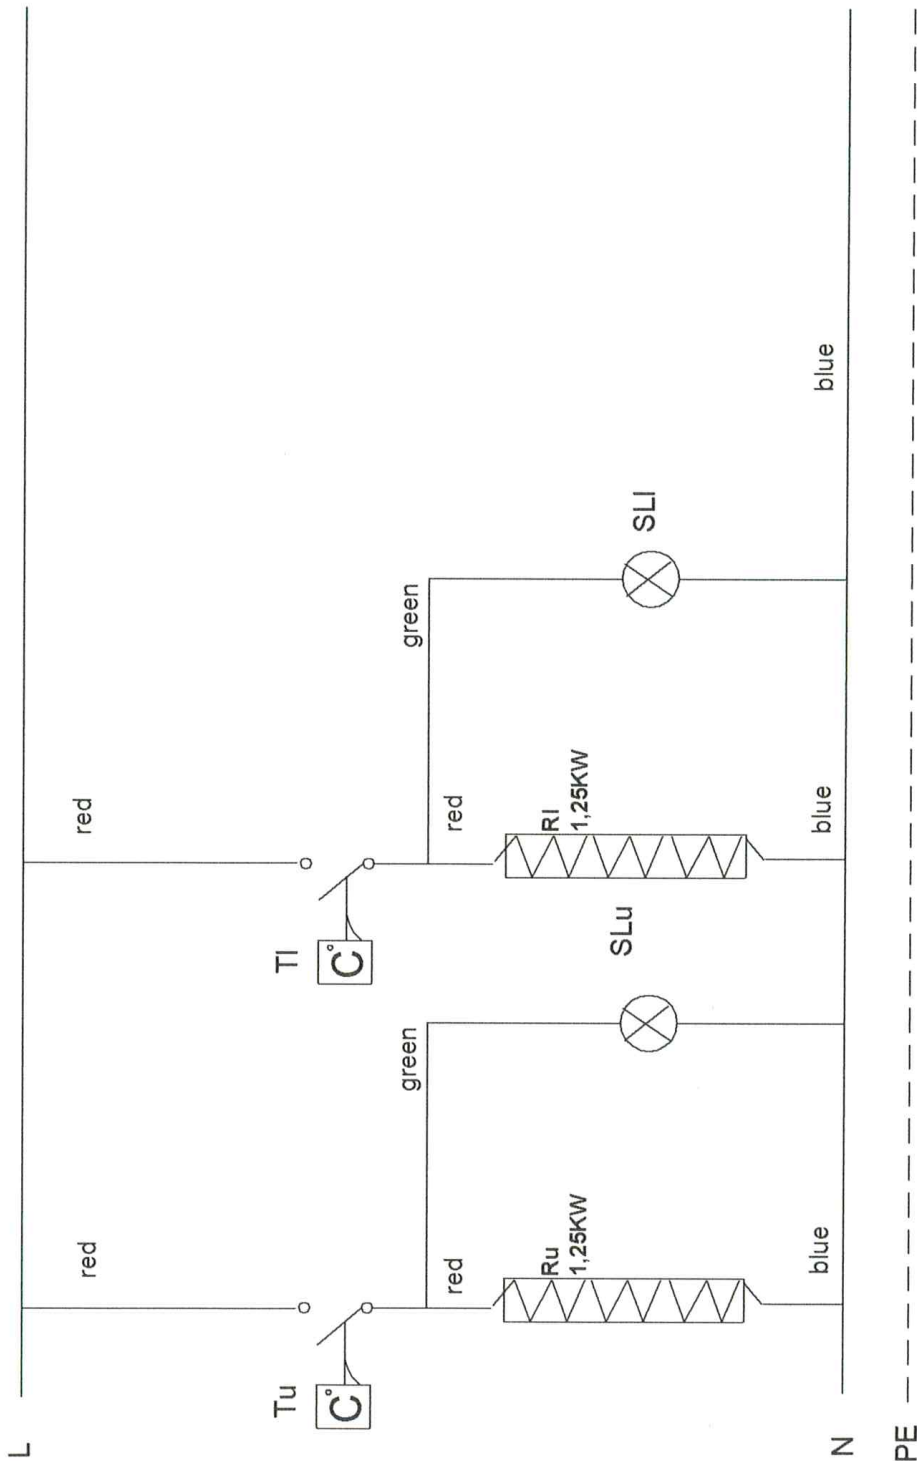 L
red
red
Tu
Tl
C°
C°
green
green
red
red
Ru
1,25KW
Rl
1,25KW
SLu
SLl
blue
blue
blue
N
PE